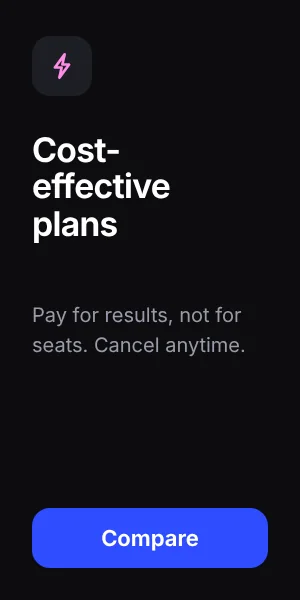 Cost-
effective
plans
Pay for results, not for
seats. Cancel anytime.
Compare